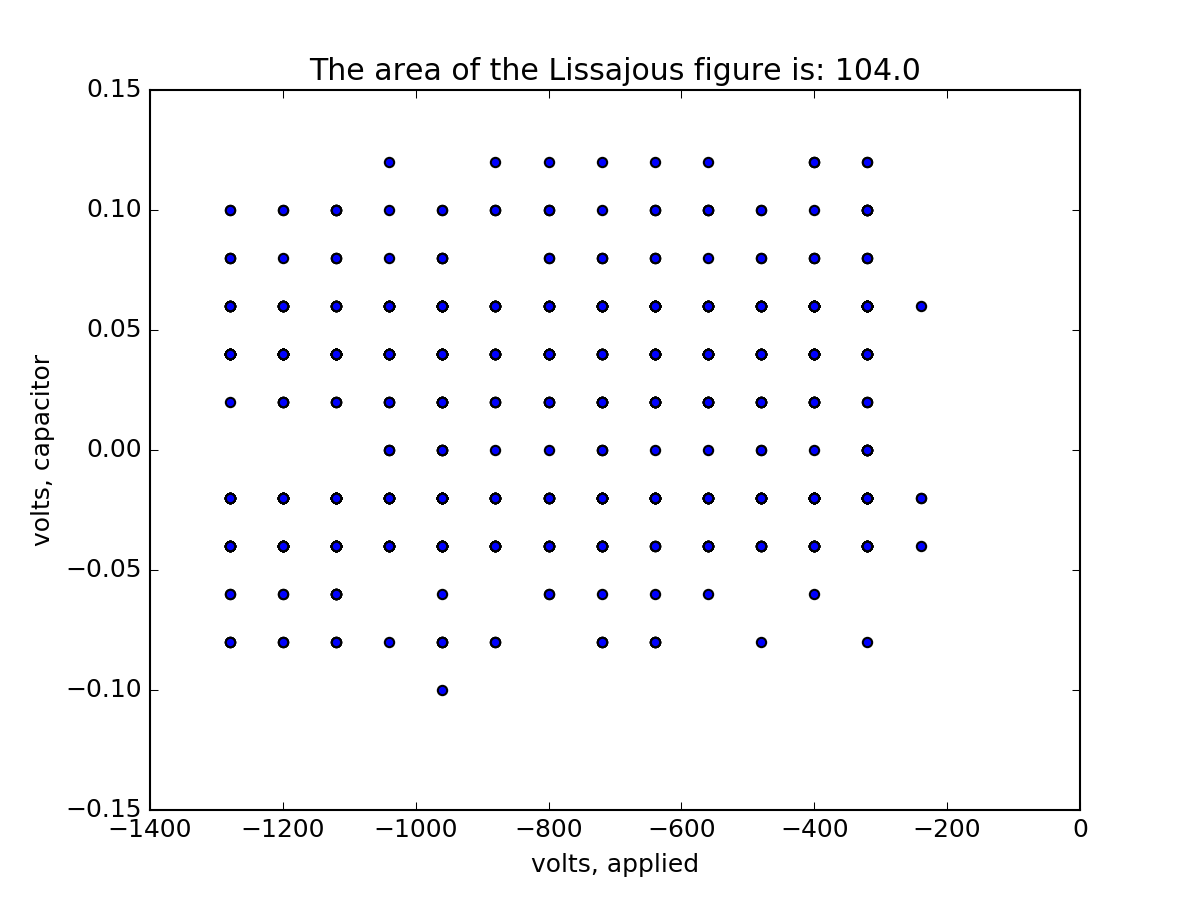 The area of the Lissajous figure is: 104.0
0.15
0.10
0.05
0.00
−0.05
−0.10
−0.15
volts, capacitor
−1400 −1200 −1000 −800 −600 −400 −200 0
volts, applied